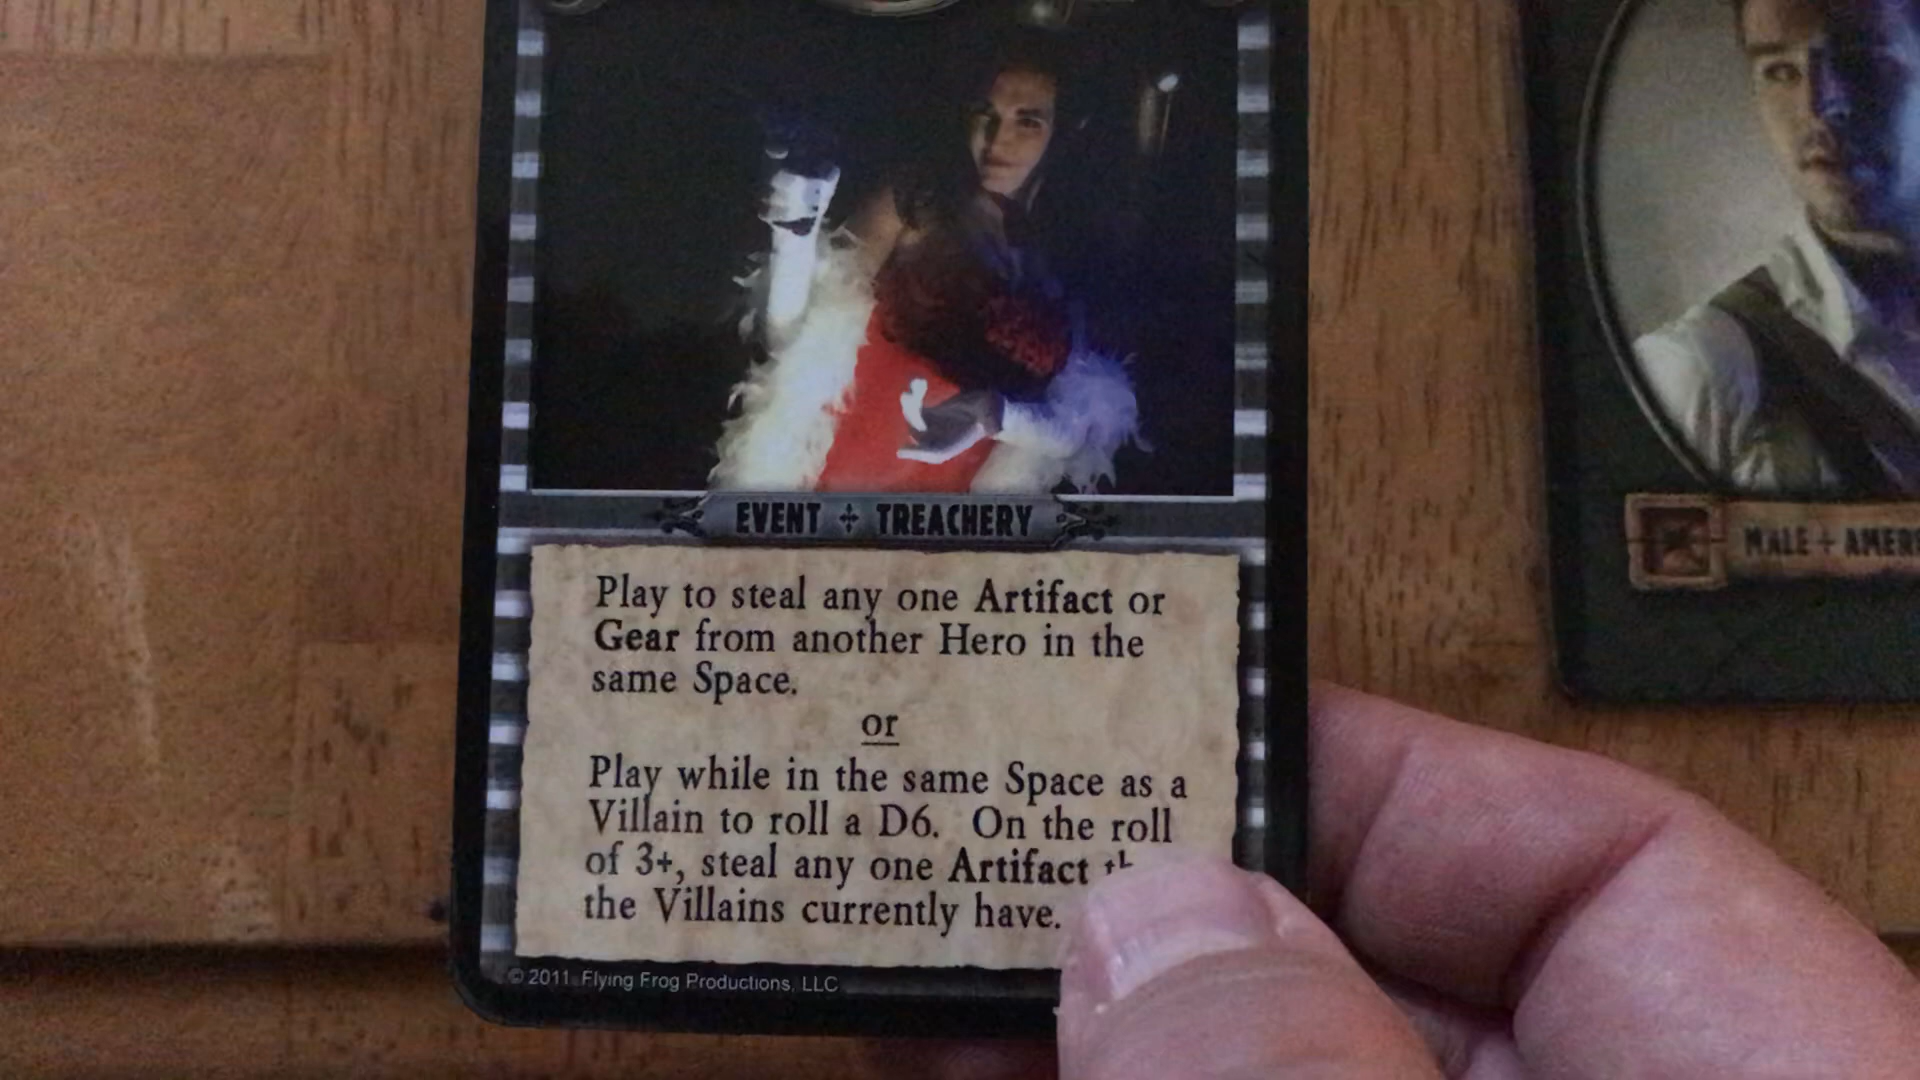 EVENT + TREACHERY
Play to steal any one Artifact or
Gear from another Hero in the
same Space.
or
Play while in the same Space as a
Villain to roll a D6. On the roll
of 3+, steal any one Artifact
the Villains currently have.
© 2011 Flying Frog Productions, LLC
MALE +